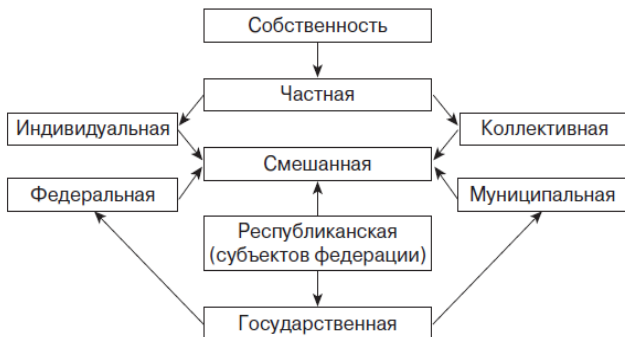 Собственность
Частная
Индивидуальная
Коллективная
Смешанная
Федеральная
Муниципальная
Республиканская
(субъектов федерации)
Государственная